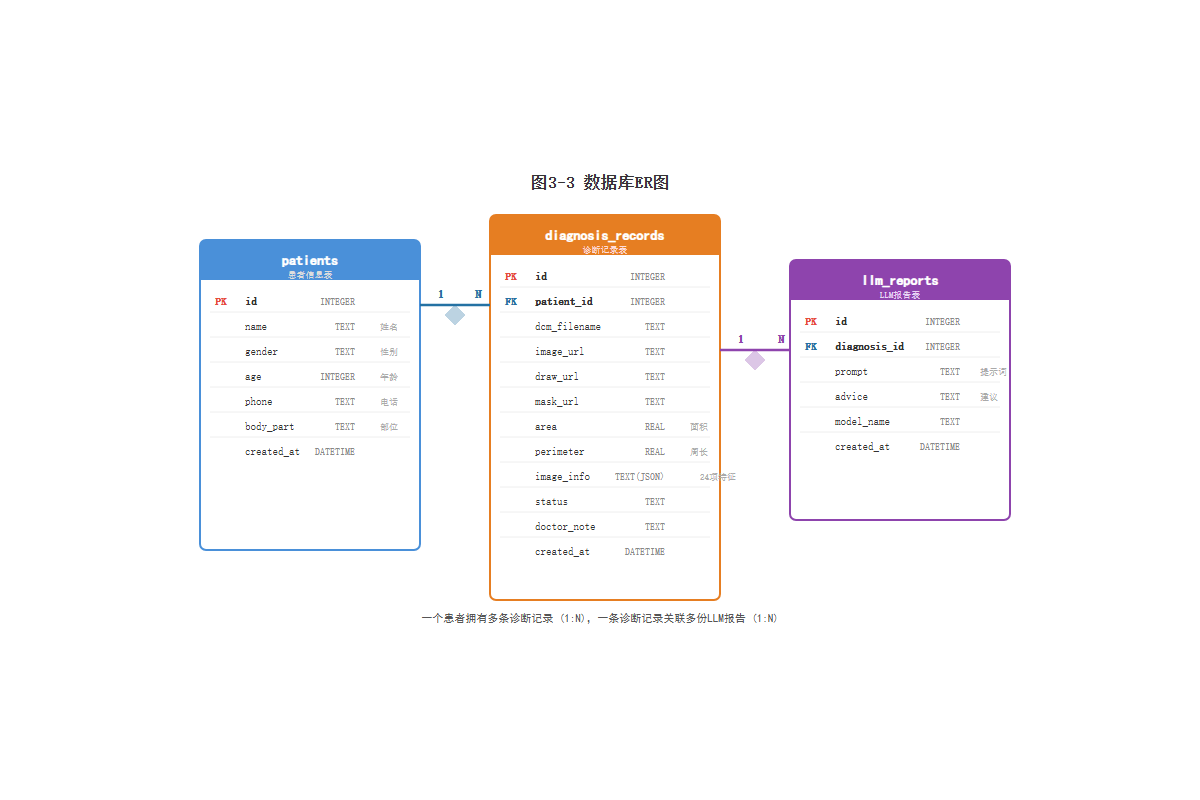 图3-3 数据库ER图
patients
患者信息表
PK id INTEGER
name TEXT 姓名
gender TEXT 性别
age INTEGER 年龄
phone TEXT 电话
body_part TEXT 部位
created_at DATETIME
1 N
diagnosis_records
诊断记录表
PK id INTEGER
FK patient_id INTEGER
dcm_filename TEXT
image_url TEXT
draw_url TEXT
mask_url TEXT
area REAL 面积
perimeter REAL 周长
image_info TEXT(JSON) 24项特征
status TEXT
doctor_note TEXT
created_at DATETIME
1 N
llm_reports
LLM报告表
PK id INTEGER
FK diagnosis_id INTEGER
prompt TEXT 提示词
advice TEXT 建议
model_name TEXT
created_at DATETIME
一个患者拥有多条诊断记录 (1:N), 一条诊断记录关联多份LLM报告 (1:N)